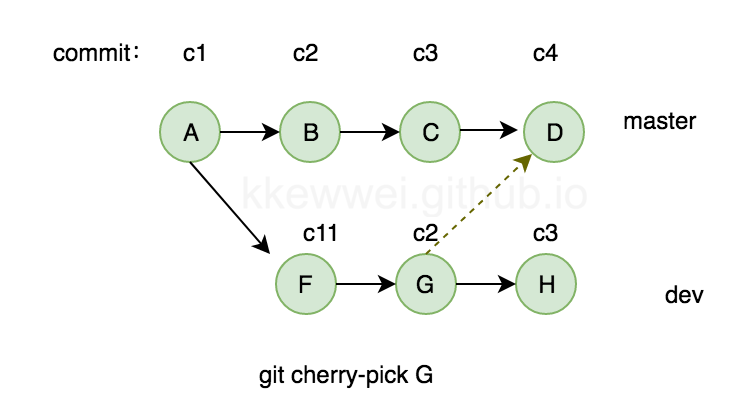 commit： c1 c2 c3 c4
A B C D master
kkewwei.github.io
c11 c2 c3
F G H
dev
git cherry-pick G